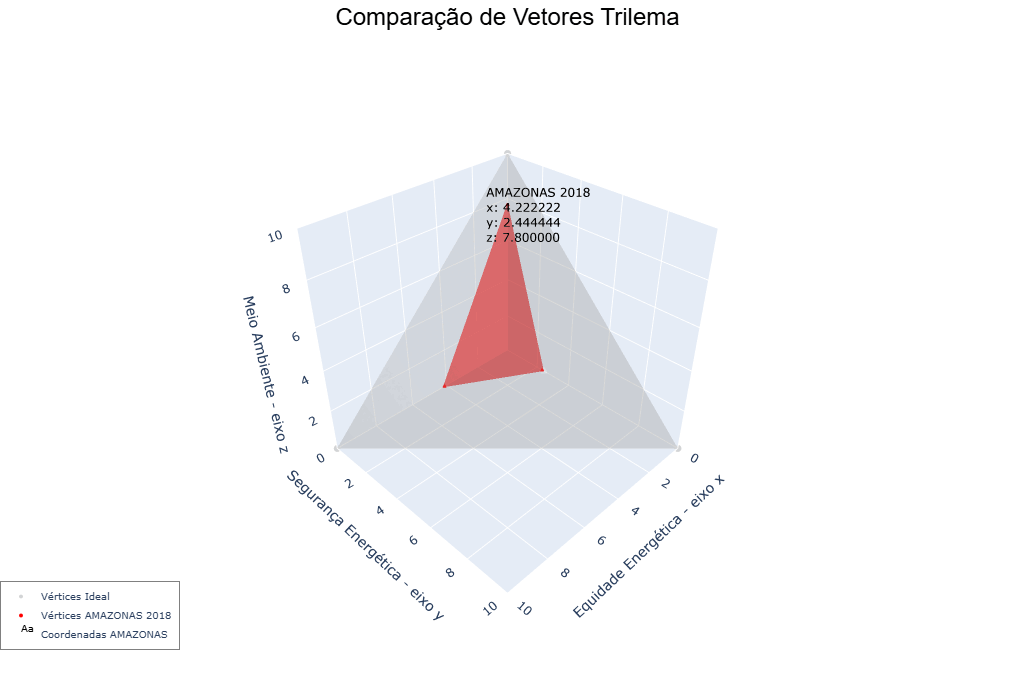 Comparação de Vetores Trilema
AMAZONAS 2018
x: 4.222222
y: 2.444444
z: 7.800000
10
8
6
4
2
0
Meio Ambiente - eixo z
2
4
6
8
10
Segurança Energética - eixo y
0
2
4
6
8
10
Equidade Energética - eixo x
Vértices Ideal
Vértices AMAZONAS 2018
Aa Coordenadas AMAZONAS